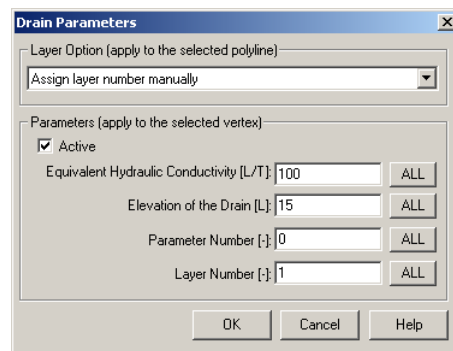 Drain Parameters
Layer Option (apply to the selected polyline)
Assign layer number manually
Parameters (apply to the selected vertex)
Active
Equivalent Hydraulic Conductivity [L/T]: 100 ALL
Elevation of the Drain [L]: 15 ALL
Parameter Number [-]: 0 ALL
Layer Number [-]: 1 ALL
OK Cancel Help